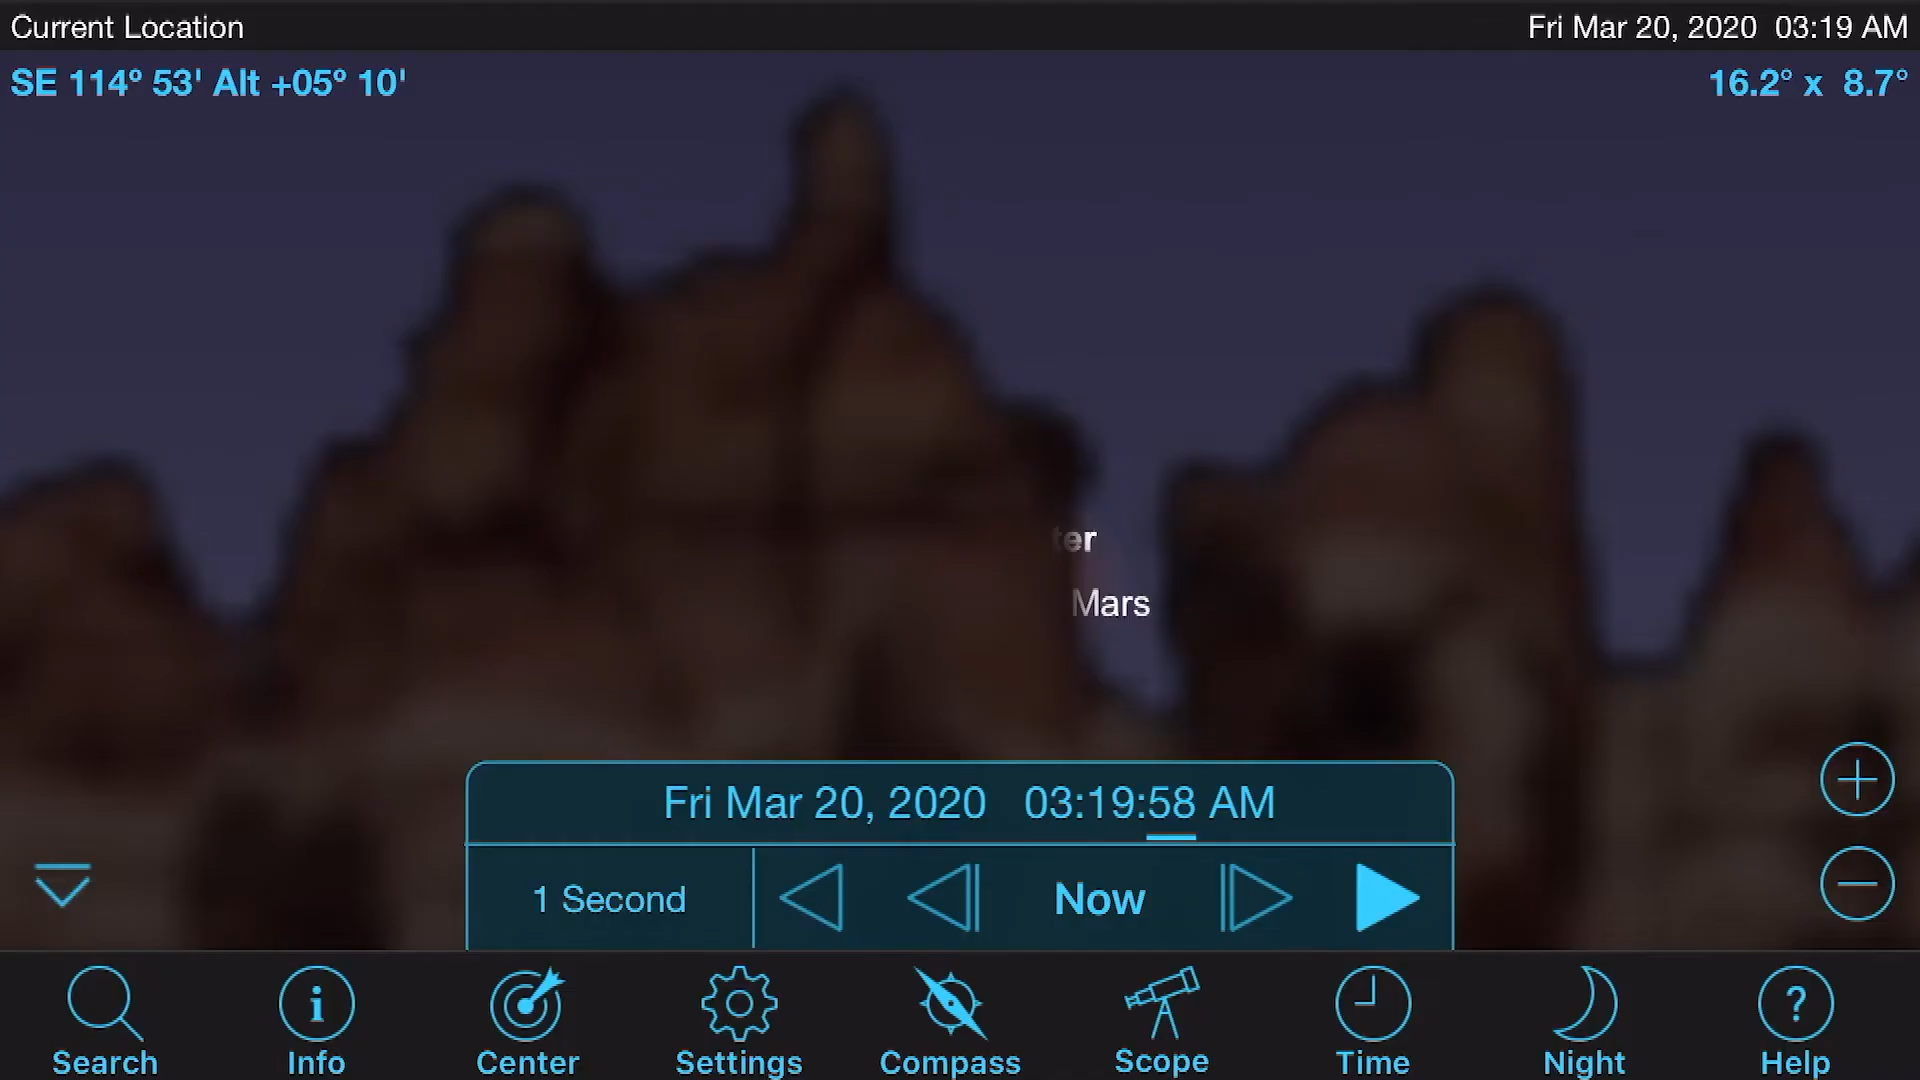 Current Location
Fri Mar 20, 2020 03:19 AM
SE 114° 53' Alt +05° 10'
16.2° x 8.7°
ter
Mars
Fri Mar 20, 2020 03:19:58 AM
1 Second
Now
Search
Info
Center
Settings
Compass
Scope
Time
Night
Help